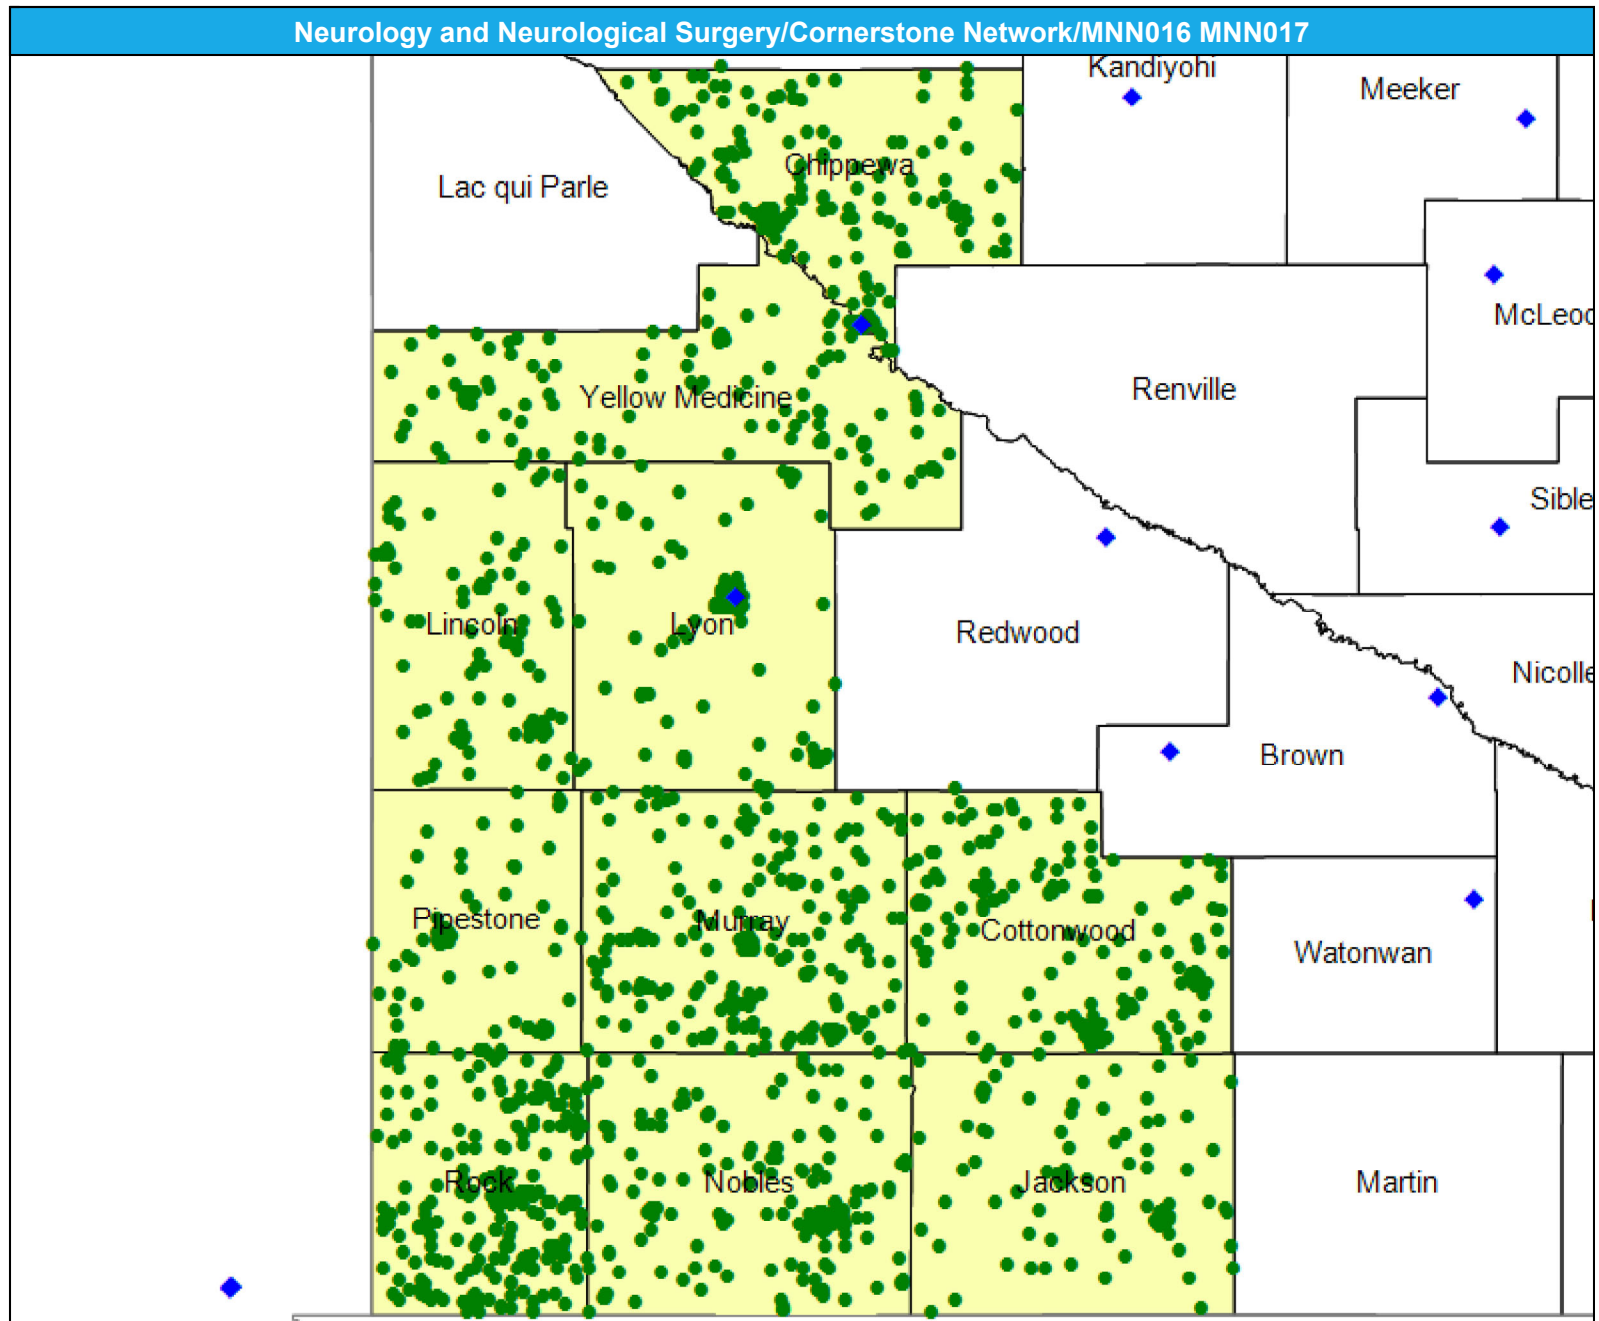 Neurology and Neurological Surgery/Cornerstone Network/MNN016 MNN017
Kandiyohi
Meeker
Chippewa
Lac qui Parle
McLeod
Renville
Yellow Medicine
Sible
Lincoln
Lyon
Redwood
Nicolle
Brown
Pipestone
Murray
Cottonwood
Watonwan
Rock
Nobles
Jackson
Martin